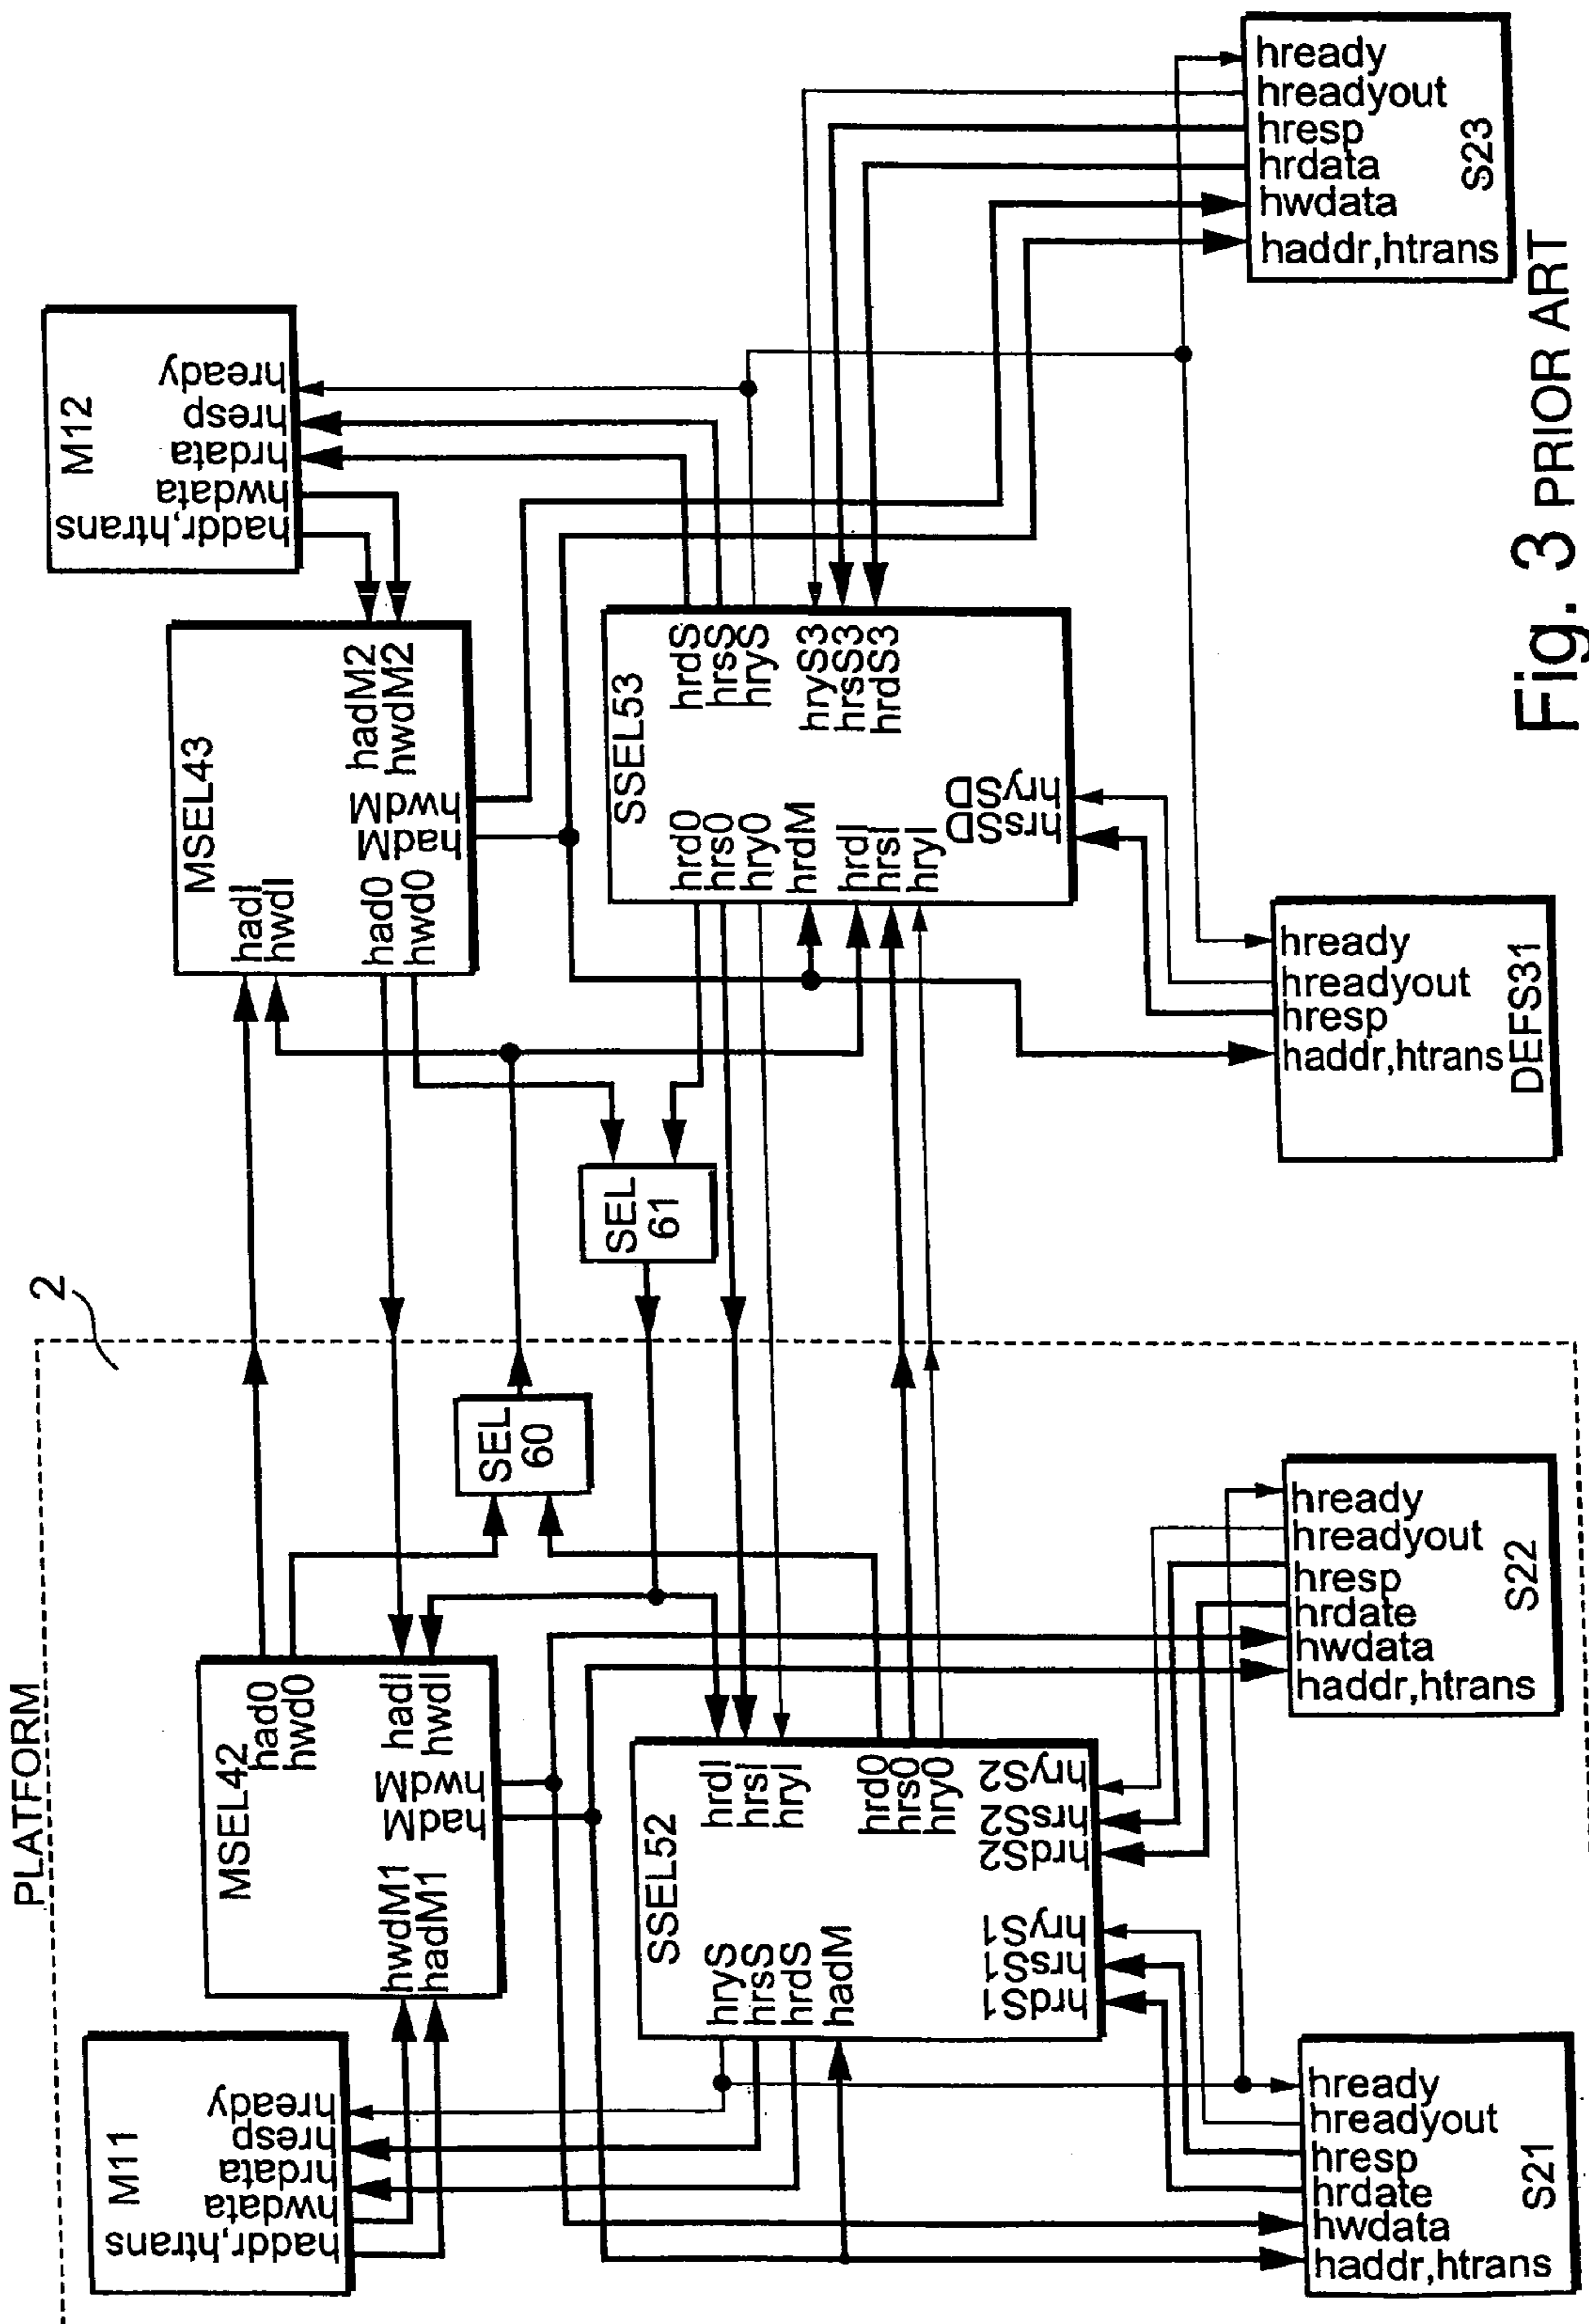 PLATFORM
2
M11
hready
hresp
hrdata
hwdata
haddr,htrans
MSEL42
had0
hwd0
hadI
hwdI
hwdM
hadM
hwdM1
hadM1
SEL
60
SSEL52
hryS
hrsS
hrdS
hadM
hrdI
hrsI
hryI
hrd0
hrs0
hry0
hrdS1
hrsS1
hryS1
hrdS2
hrsS2
hryS2
S21
hready
hreadyout
hresp
hrdate
hwdata
haddr,htrans
S22
hready
hreadyout
hresp
hrdate
hwdata
haddr,htrans
SEL
61
MSEL43
hadI
hwdI
had0
hwd0
hadM
hwdM
hadM2
hwdM2
M12
hready
hresp
hrdata
hwdata
haddr,htrans
SSEL53
hrd0
hrs0
hry0
hrdM
hrdI
hrsI
hryI
hrdS
hrsS
hryS
hryS3
hrsS3
hrdS3
hrsSD
hrySD
DEFS31
hready
hreadyout
hresp
haddr,htrans
S23
hready
hreadyout
hresp
hrdata
hwdata
haddr,htrans
Fig. 3 PRIOR ART